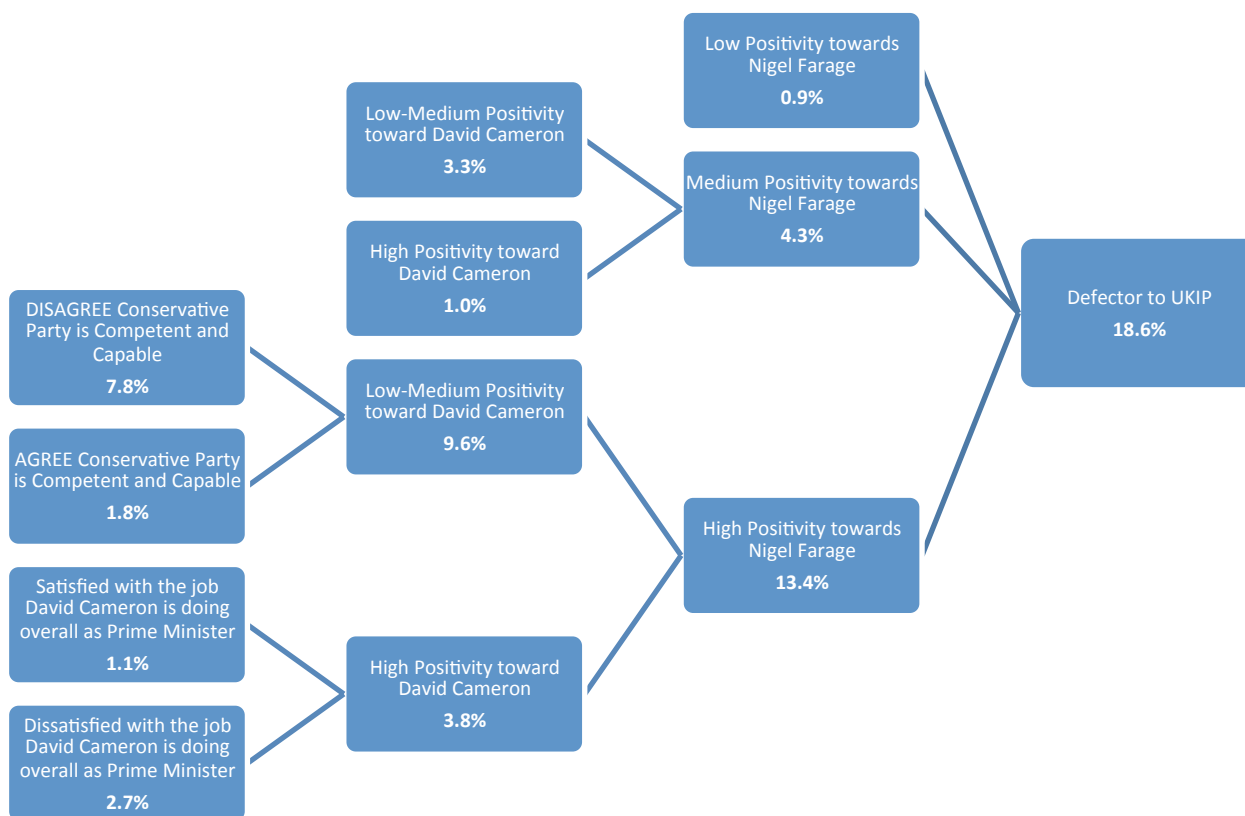 Low Positivity towards
Nigel Farage
0.9%
Low-Medium Positivity
toward David Cameron
3.3%
Medium Positivity towards
Nigel Farage
4.3%
High Positivity toward
David Cameron
1.0%
Defector to UKIP
18.6%
DISAGREE Conservative
Party is Competent and
Capable
7.8%
Low-Medium Positivity
toward David Cameron
9.6%
AGREE Conservative Party
is Competent and Capable
1.8%
High Positivity towards
Nigel Farage
13.4%
Satisfied with the job
David Cameron is doing
overall as Prime Minister
1.1%
High Positivity toward
David Cameron
3.8%
Dissatisfied with the job
David Cameron is doing
overall as Prime Minister
2.7%